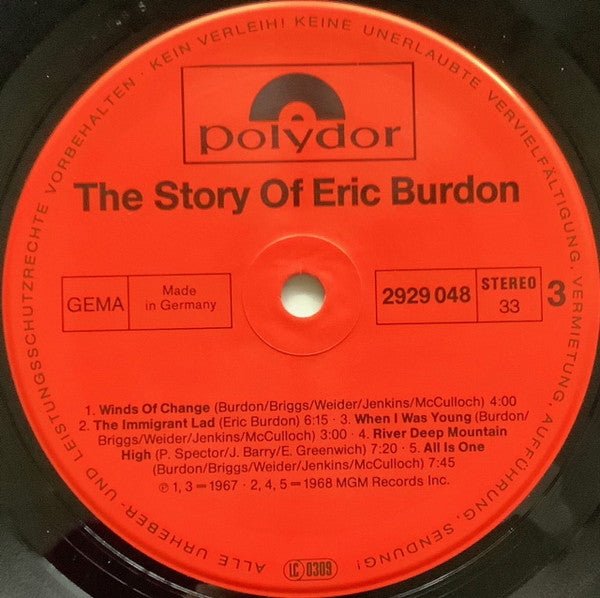 polydor
The Story Of Eric Burdon
GEMA
Made
in Germany
2929 048
STEREO
33
3
1. Winds Of Change (Burdon/Briggs/Weider/Jenkins/McCulloch) 4:00
2. The Immigrant Lad (Eric Burdon) 6:15 · 3. When I Was Young (Burdon/
Briggs/Weider/Jenkins/McCulloch) 3:00 · 4. River Deep Mountain
High (P. Spector/J. Barry/E. Greenwich) 7:20 · 5. All Is One
(Burdon/Briggs/Weider/Jenkins/McCulloch) 7:45
℗ 1, 3 — 1967 · 2, 4, 5 — 1968 MGM Records Inc.
ALLE URHEBER- UND LEISTUNGSSCHUTZRECHTE VORBEHALTEN · KEIN VERLEIH! KEINE UNERLAUBTE VERVIELFÄLTIGUNG, VERMIETUNG, AUFFÜHRUNG, SENDUNG!
LC 0309